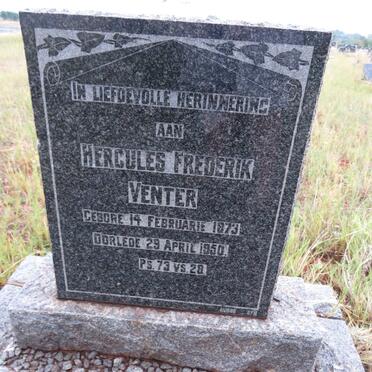 IN LIEFDEVOLLE HERINNERING
AAN
HERCULES FREDERIK
VENTER
GEBORE 14 FEBRUARIE 1873
OORLEDE 29 APRIL 1950.
PS. 73 VS. 28.